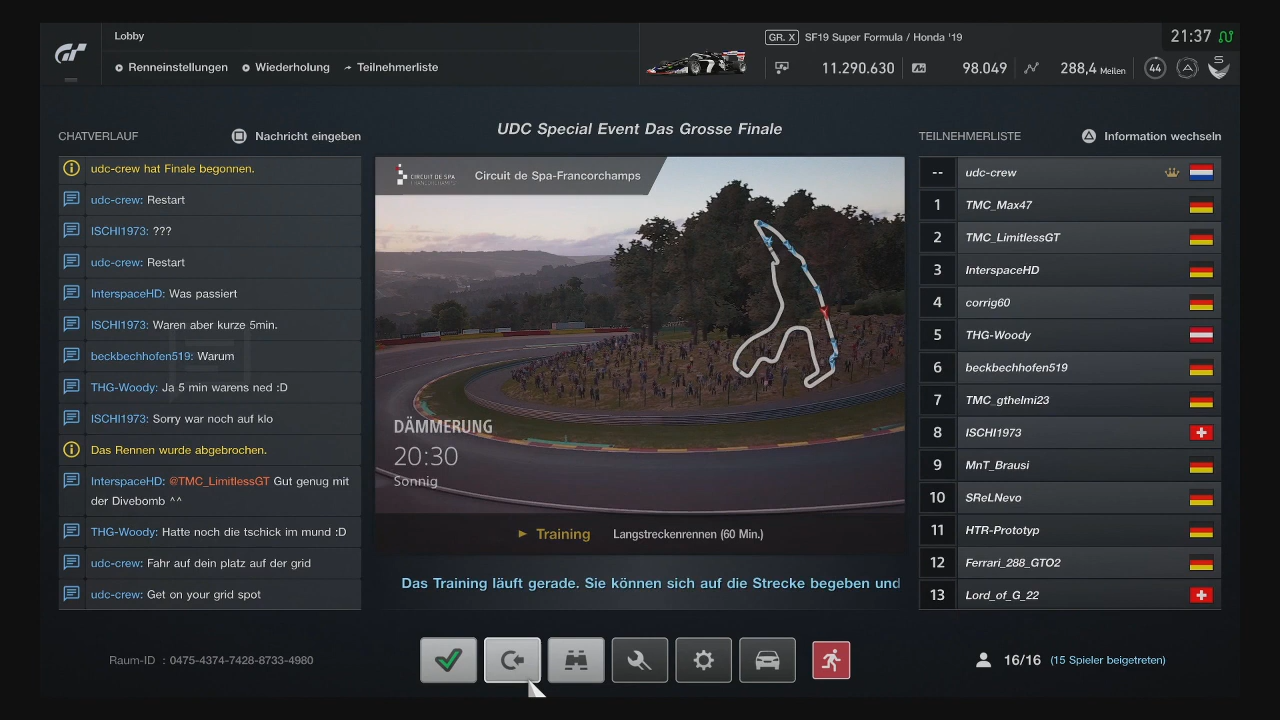 Lobby
Renneinstellungen Wiederholung Teilnehmerliste
GR. X SF19 Super Formula / Honda '19
11.290.630 98.049 288,4 Meilen 44 S
21:37
CHATVERLAUF Nachricht eingeben
udc-crew hat Finale begonnen.
udc-crew: Restart
ISCHI1973: ???
udc-crew: Restart
InterspaceHD: Was passiert
ISCHI1973: Waren aber kurze 5min.
beckbechhofen519: Warum
THG-Woody: Ja 5 min warens ned :D
ISCHI1973: Sorry war noch auf klo
Das Rennen wurde abgebrochen.
InterspaceHD: @TMC_LimitlessGT Gut genug mit
der Divebomb ^^
THG-Woody: Hatte noch die tschick im mund :D
udc-crew: Fahr auf dein platz auf der grid
udc-crew: Get on your grid spot
UDC Special Event Das Grosse Finale
CIRCUIT DE SPA
FRANCORCHAMPS
Circuit de Spa-Francorchamps
DÄMMERUNG
20:30
Sonnig
Training Langstreckenrennen (60 Min.)
Das Training läuft gerade. Sie können sich auf die Strecke begeben und
TEILNEHMERLISTE Information wechseln
-- udc-crew
1 TMC_Max47
2 TMC_LimitlessGT
3 InterspaceHD
4 corrig60
5 THG-Woody
6 beckbechhofen519
7 TMC_gthelmi23
8 ISCHI1973
9 MnT_Brausi
10 SReLNevo
11 HTR-Prototyp
12 Ferrari_288_GTO2
13 Lord_of_G_22
Raum-ID : 0475-4374-7428-8733-4980
16/16 (15 Spieler beigetreten)